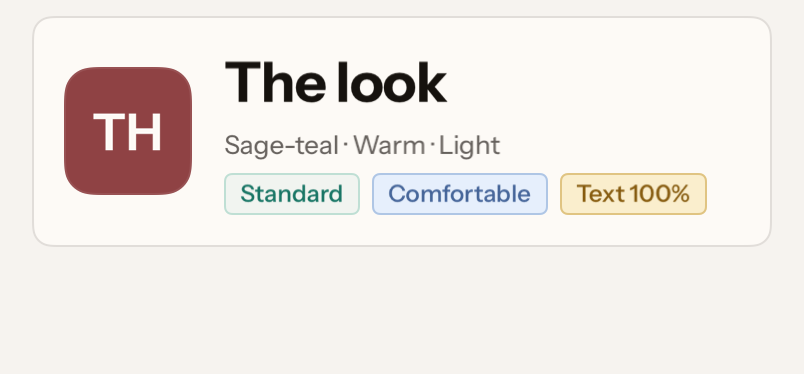 TH
The look
Sage-teal · Warm · Light
Standard
Comfortable
Text 100%